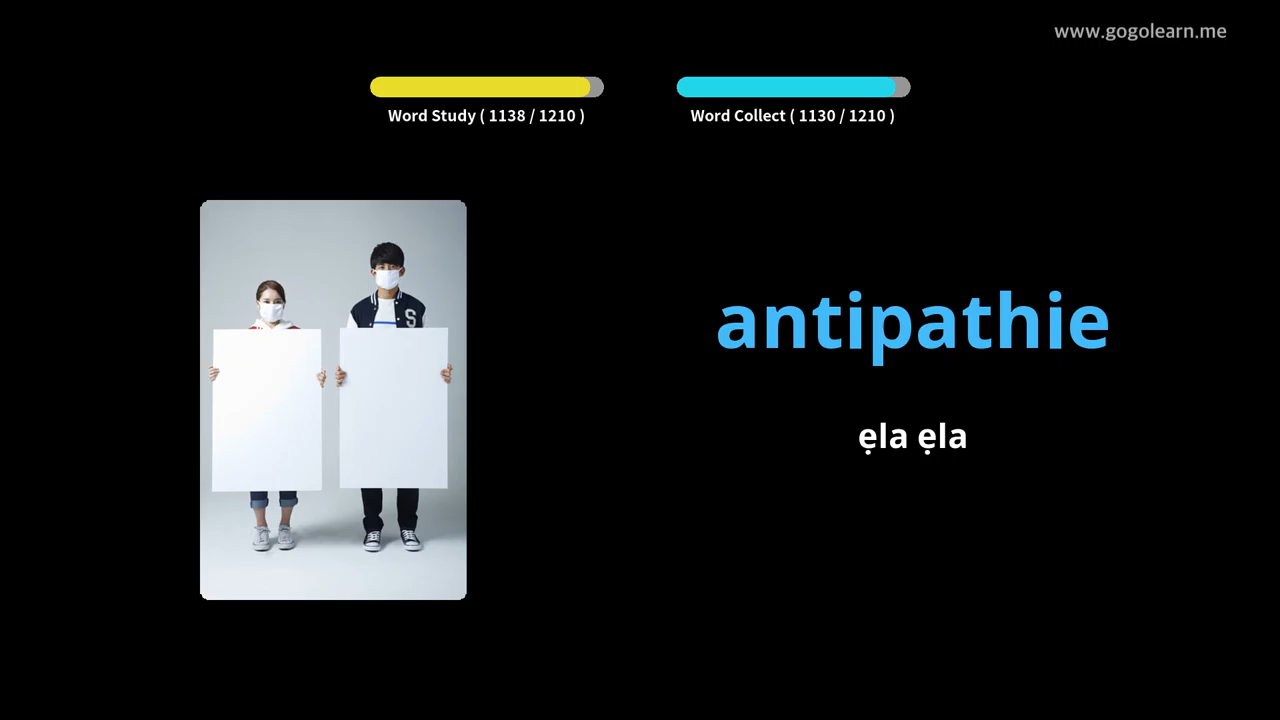 www.gogolearn.me
Word Study ( 1138 / 1210 )
Word Collect ( 1130 / 1210 )
S
antipathie
ẹla ẹla